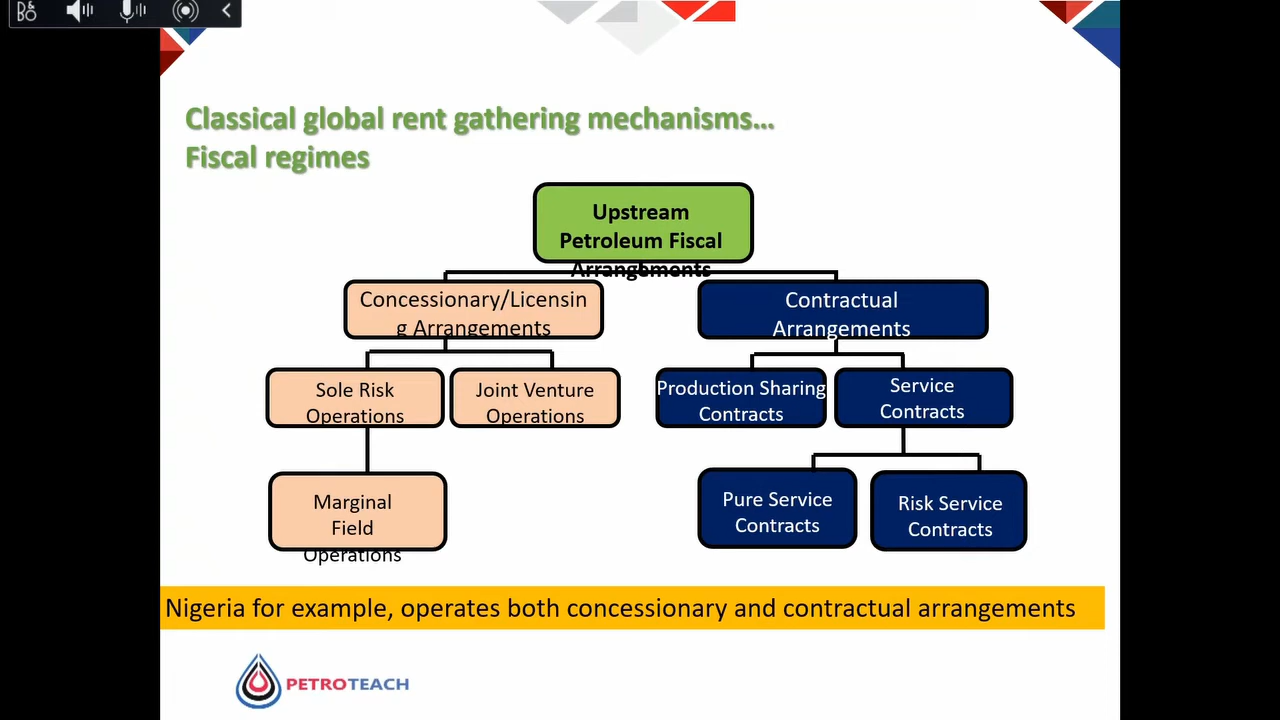 Classical global rent gathering mechanisms...
Fiscal regimes
Upstream
Petroleum Fiscal
Arrangements
Concessionary/Licensin
g Arrangements
Contractual
Arrangements
Sole Risk
Operations
Joint Venture
Operations
Production Sharing
Contracts
Service
Contracts
Marginal
Field
Operations
Pure Service
Contracts
Risk Service
Contracts
Nigeria for example, operates both concessionary and contractual arrangements
PETROTEACH